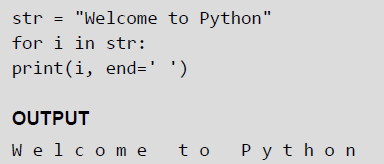 str = "Welcome to Python"
for i in str:
print(i, end=' ')
OUTPUT
W e l c o m e   t o   P y t h o n